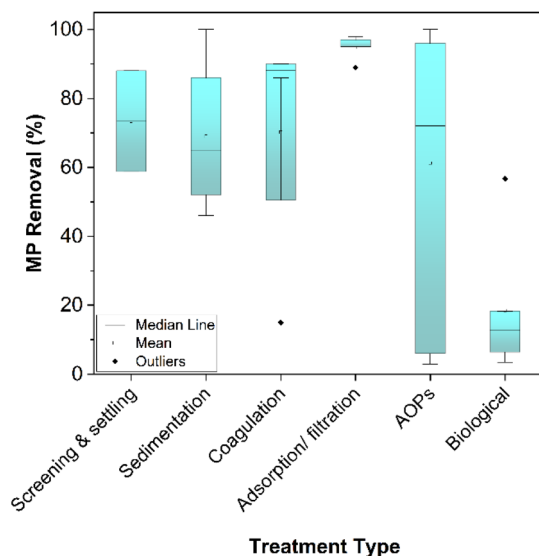 MP Removal (%)
100
80
60
40
20
0
Median Line
Mean
Outliers
Screening & settling
Sedimentation
Coagulation
Adsorption/ filtration
AOPs
Biological
Treatment Type